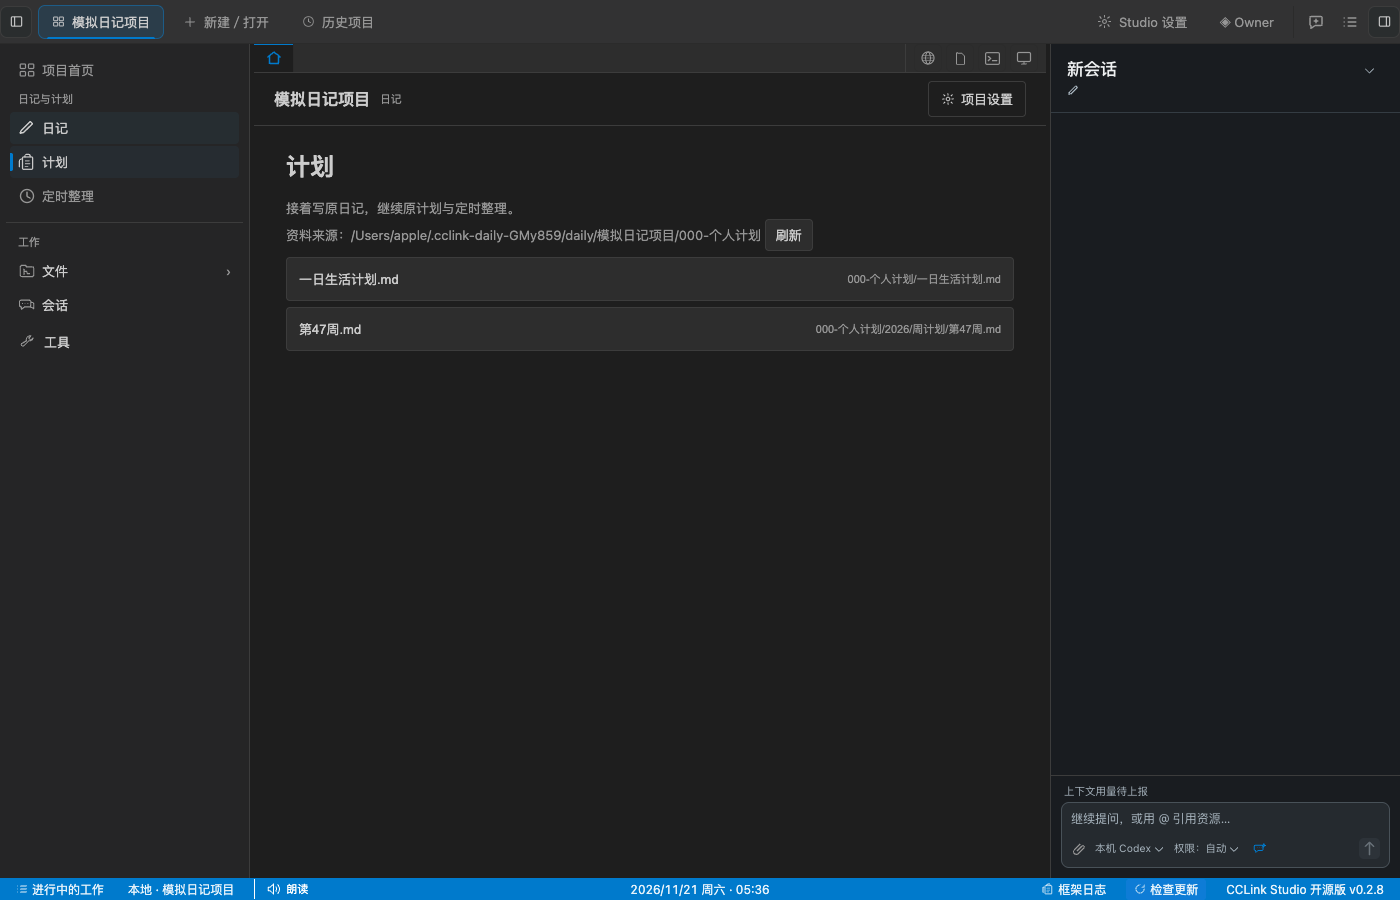 模拟日记项目
新建 / 打开
历史项目
Studio 设置
Owner
项目首页
日记与计划
日记
计划
定时整理
工作
文件
会话
工具
模拟日记项目 日记
项目设置
计划
接着写原日记，继续原计划与定时整理。
资料来源：/Users/apple/.cclink-daily-GMy859/daily/模拟日记项目/000-个人计划 刷新
一日生活计划.md 000-个人计划/一日生活计划.md
第47周.md 000-个人计划/2026/周计划/第47周.md
新会话
上下文用量待上报
继续提问，或用 @ 引用资源...
本机 Codex 权限：自动
进行中的工作 本地 · 模拟日记项目 朗读 2026/11/21 周六 · 05:36 框架日志 检查更新 CCLink Studio 开源版 v0.2.8